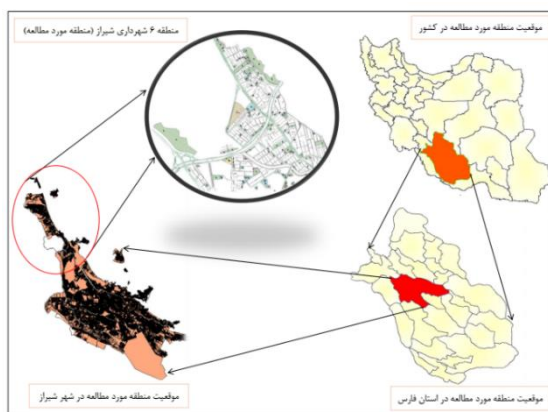 موقعیت منطقه مورد مطالعه در کشور
منطقه ۶ شهرداری شیراز (منطقه مورد مطالعه)
موقعیت منطقه مورد مطالعه در استان فارس
موقعیت منطقه مورد مطالعه در شهر شیراز